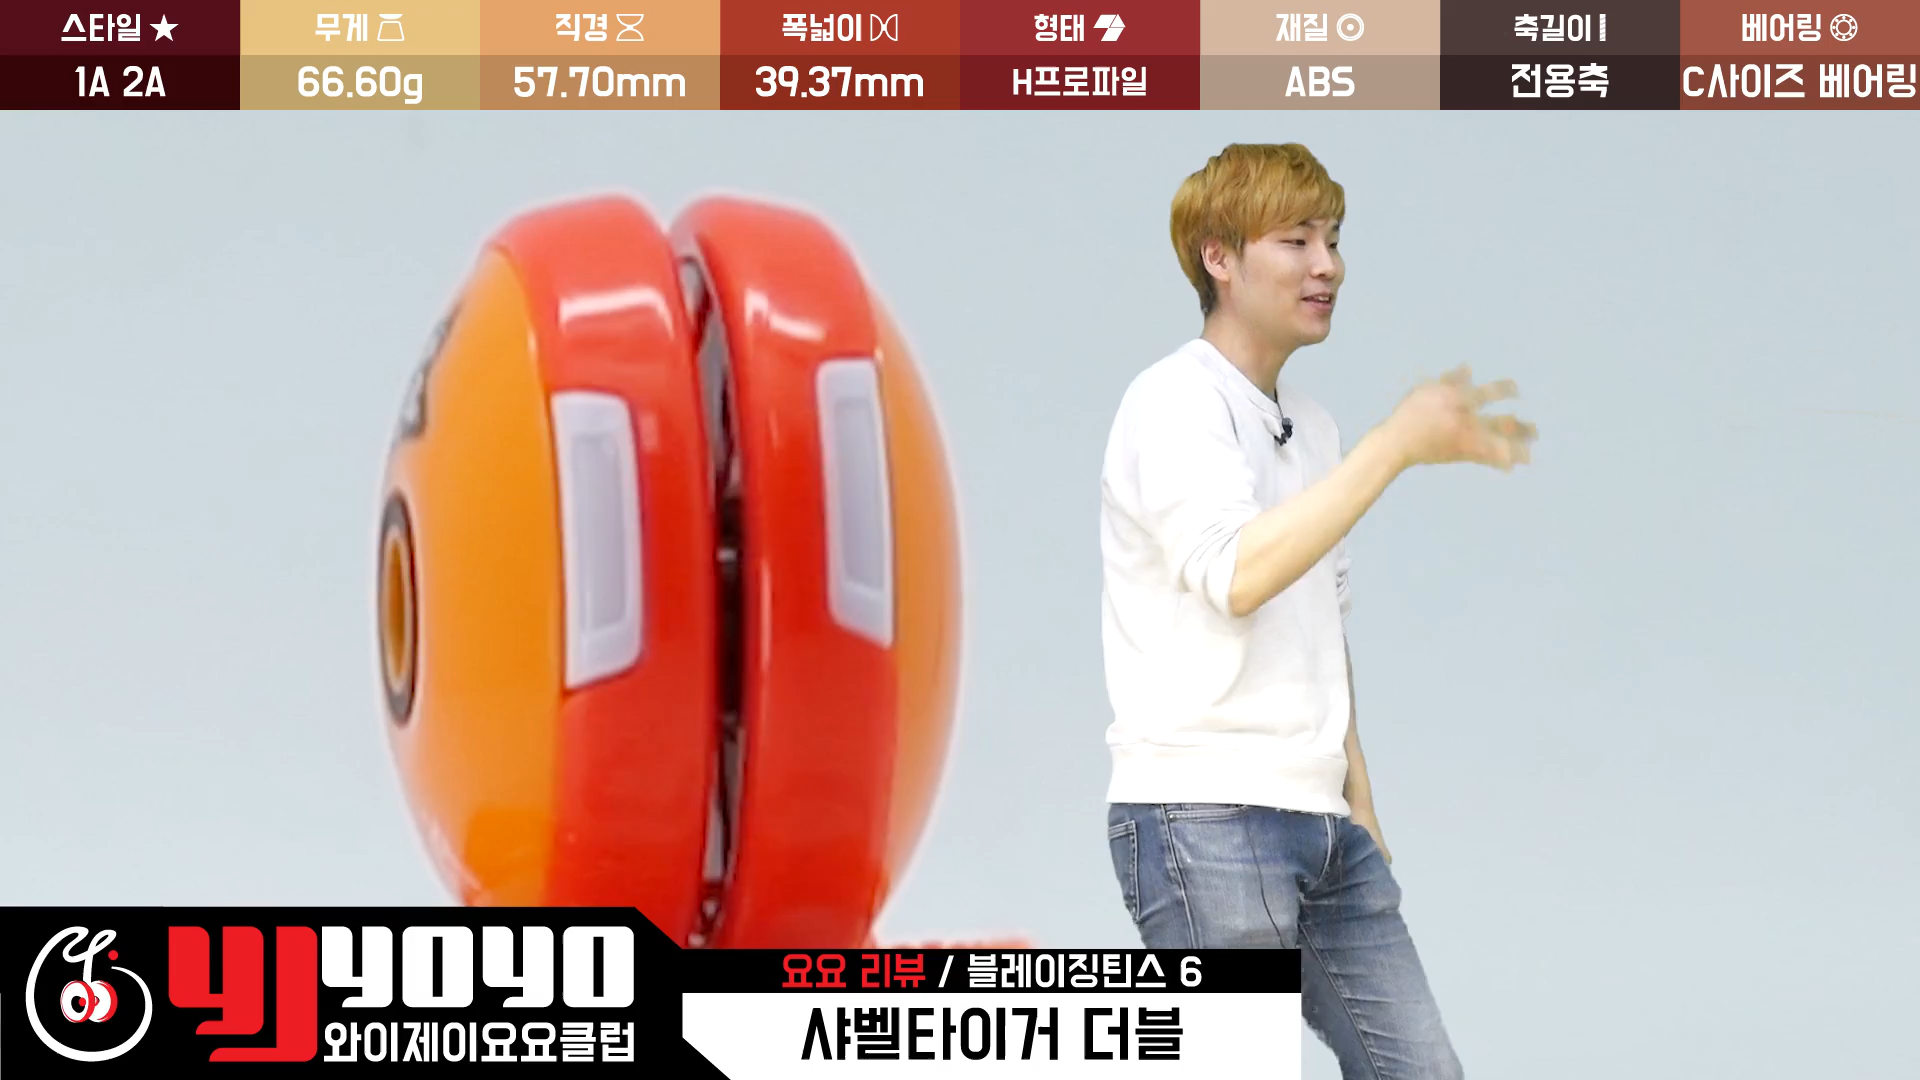 스타일 무게 직경 폭넓이 형태 재질 축길이 베어링
1A 2A 66.60g 57.70mm 39.37mm H프로파일 ABS 전용축 C사이즈 베어링
YJYOYO
와이제이요요클럽
요요 리뷰 / 블레이징틴스 6
샤벨타이거 더블